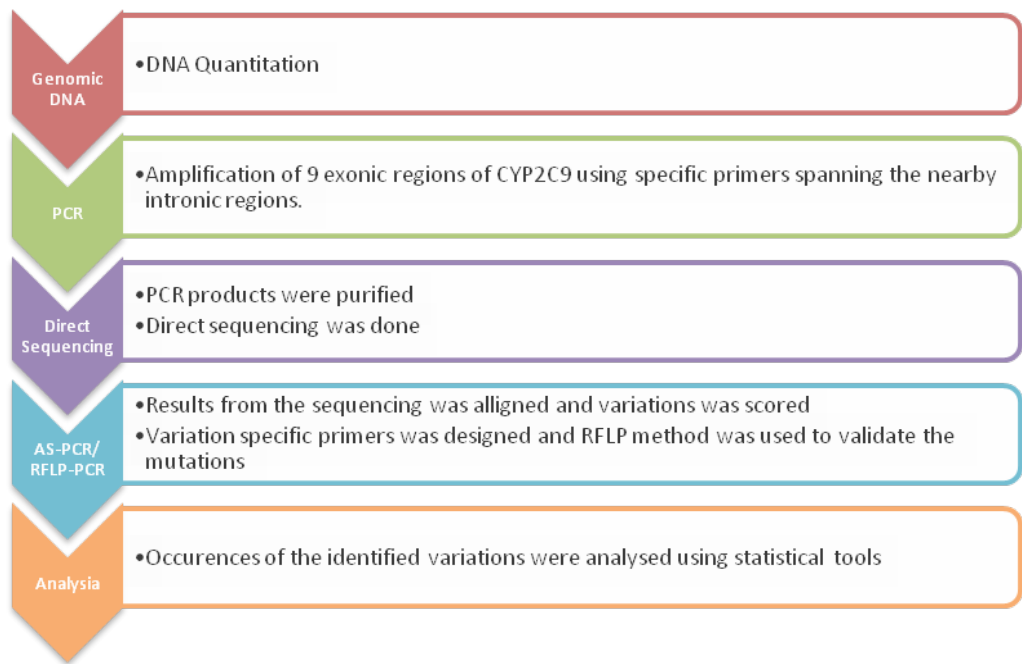 Genomic
DNA
•DNA Quantitation
PCR
•Amplification of 9 exonic regions of CYP2C9 using specific primers spanning the nearby
intronic regions.
Direct
Sequencing
•PCR products were purified
•Direct sequencing was done
AS-PCR/
RFLP-PCR
•Results from the sequencing was alligned and variations was scored
•Variation specific primers was designed and RFLP method was used to validate the
mutations
Analysia
•Occurences of the identified variations were analysed using statistical tools